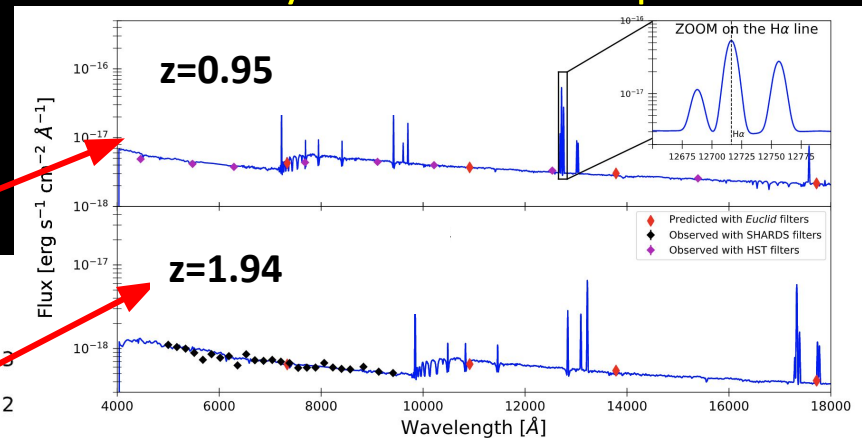 ZOOM on the Hα line
z=0.95
10⁻¹⁶
10⁻¹⁷
10⁻¹⁸
10⁻¹⁶
10⁻¹⁷
Hα
12675 12700 12725 12750 12775
Flux [erg s⁻¹ cm⁻² Å⁻¹]
Predicted with Euclid filters
Observed with SHARDS filters
Observed with HST filters
z=1.94
10⁻¹⁷
10⁻¹⁸
3
2
4000 6000 8000 10000 12000 14000 16000 18000
Wavelength [Å]